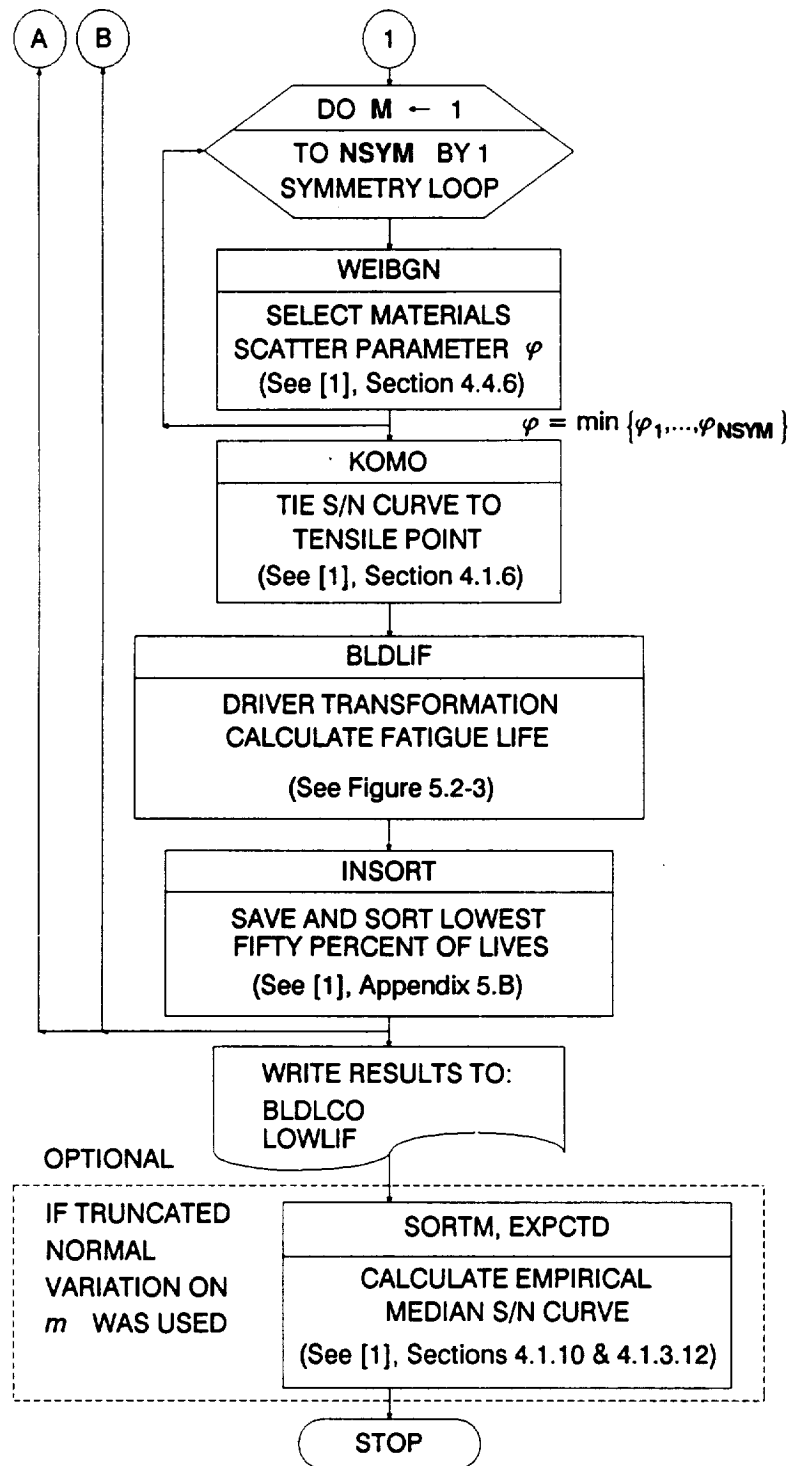 A B 1
DO M ← 1
TO NSYM BY 1
SYMMETRY LOOP
WEIBGN
SELECT MATERIALS
SCATTER PARAMETER φ
(See [1], Section 4.4.6)
φ = min {φ1,...,φNSYM}
KOMO
TIE S/N CURVE TO
TENSILE POINT
(See [1], Section 4.1.6)
BLDLIF
DRIVER TRANSFORMATION
CALCULATE FATIGUE LIFE
(See Figure 5.2-3)
INSORT
SAVE AND SORT LOWEST
FIFTY PERCENT OF LIVES
(See [1], Appendix 5.B)
WRITE RESULTS TO:
BLDLCO
LOWLIF
OPTIONAL
IF TRUNCATED
NORMAL
VARIATION ON
m WAS USED
SORTM, EXPCTD
CALCULATE EMPIRICAL
MEDIAN S/N CURVE
(See [1], Sections 4.1.10 & 4.1.3.12)
STOP